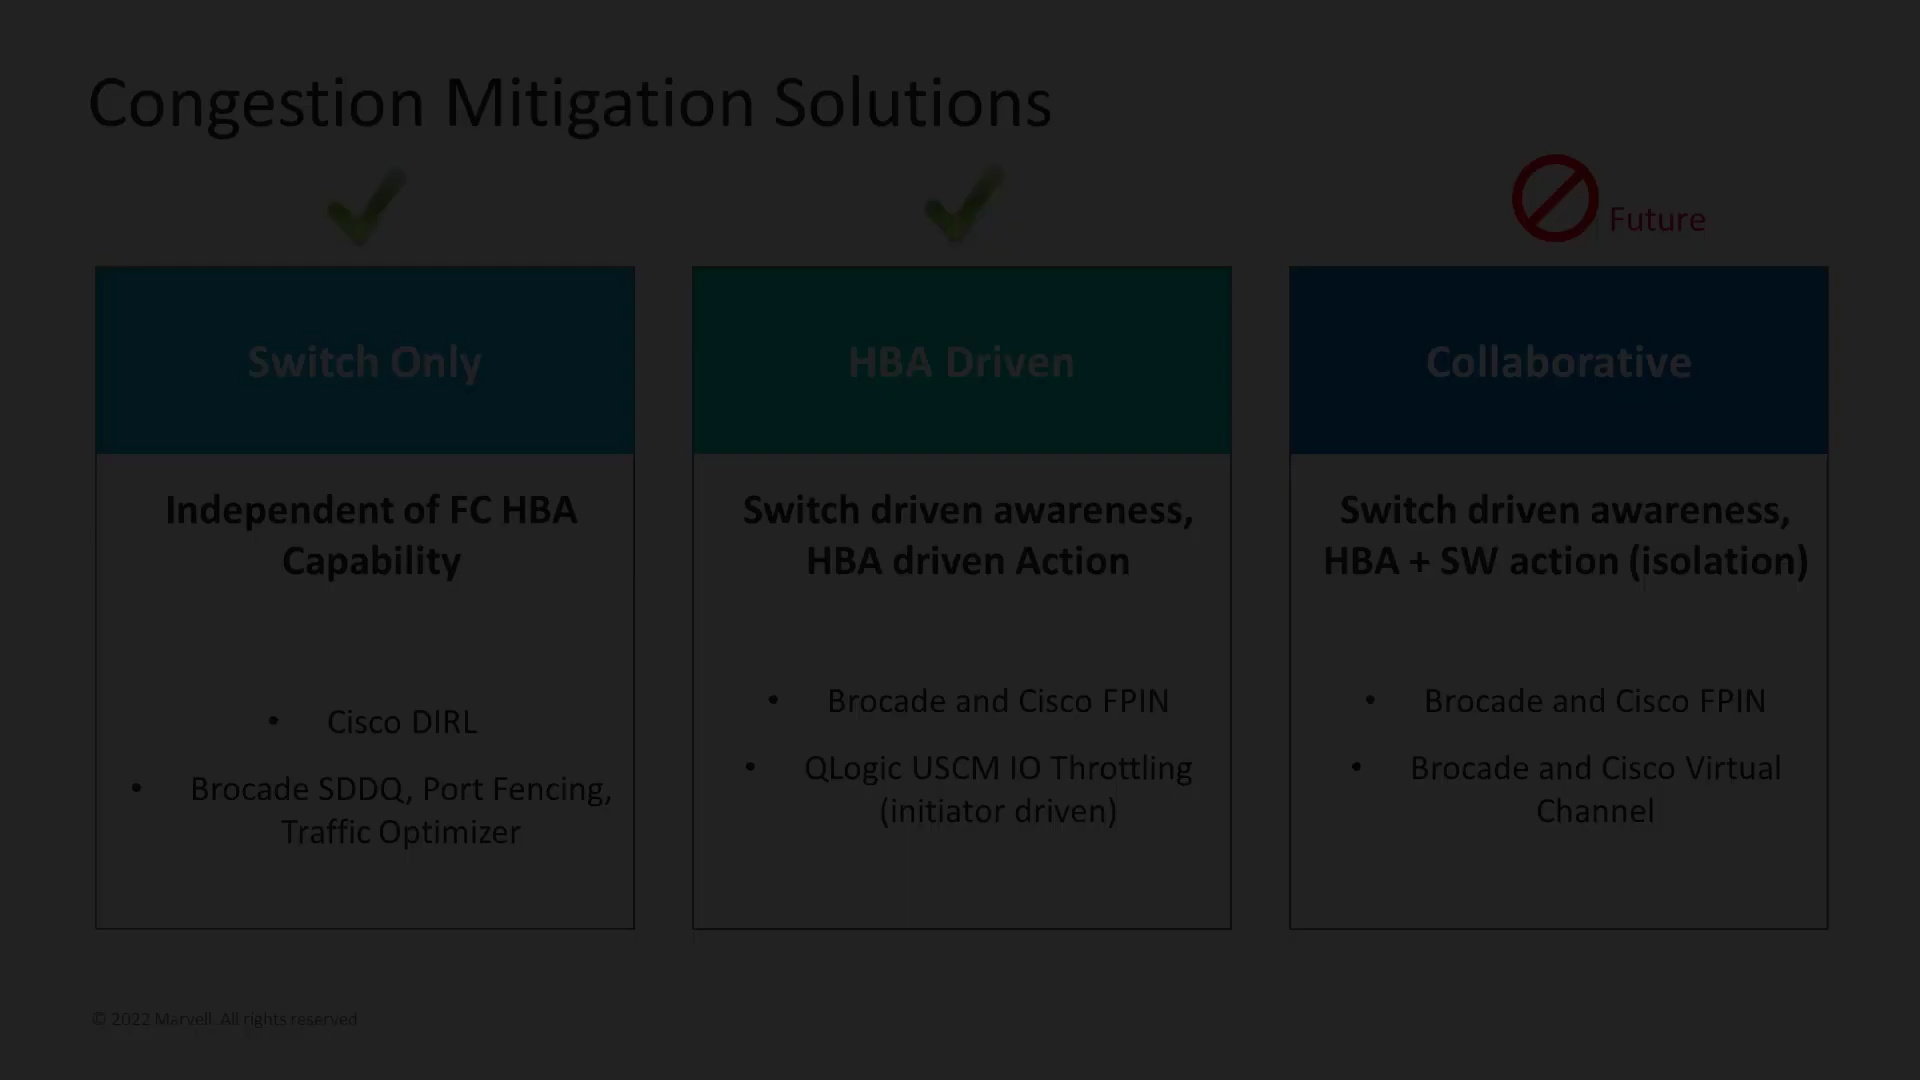 Congestion Mitigation Solutions
Future
Switch Only
Independent of FC HBA
Capability
• Cisco DIRL
• Brocade SDDQ, Port Fencing,
Traffic Optimizer
HBA Driven
Switch driven awareness,
HBA driven Action
• Brocade and Cisco FPIN
• QLogic USCM IO Throttling
(initiator driven)
Collaborative
Switch driven awareness,
HBA + SW action (isolation)
• Brocade and Cisco FPIN
• Brocade and Cisco Virtual
Channel
© 2022 Marvell. All rights reserved